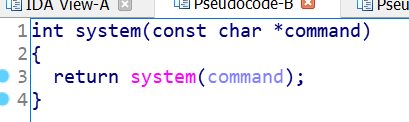 IDA View-A Pseudocode-B Pseu
1 int system(const char *command)
2 {
3 return system(command);
4 }